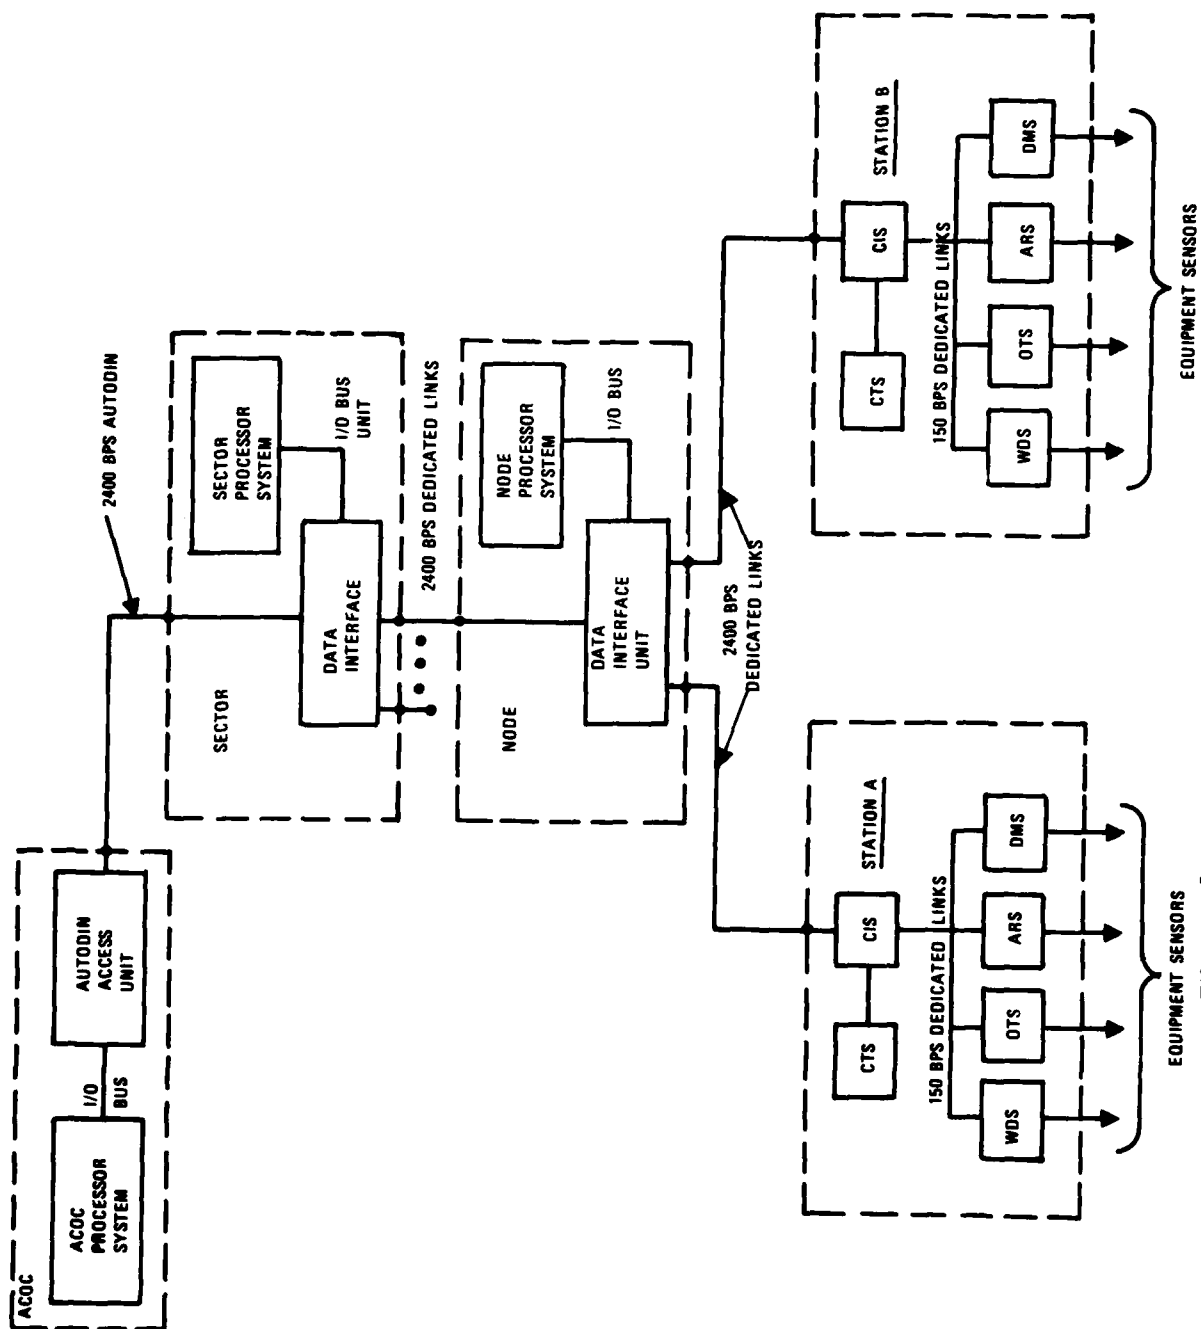 ACOC
ACOC
PROCESSOR
SYSTEM
I/O
BUS
AUTODIN
ACCESS
UNIT
2400 BPS AUTODIN
SECTOR
SECTOR
PROCESSOR
SYSTEM
I/O BUS
UNIT
DATA
INTERFACE
2400 BPS DEDICATED LINKS
NODE
NODE
PROCESSOR
SYSTEM
I/O BUS
DATA
INTERFACE
UNIT
2400 BPS
DEDICATED LINKS
STATION A
CTS
CIS
150 BPS DEDICATED LINKS
WDS
OTS
ARS
DMS
EQUIPMENT SENSORS
STATION B
CTS
CIS
150 BPS DEDICATED LINKS
WDS
OTS
ARS
DMS
EQUIPMENT SENSORS